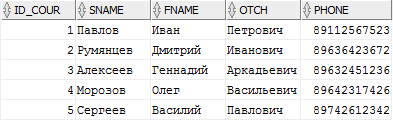 ID_COUR SNAME FNAME OTCH PHONE
1 Павлов Иван Петрович 89112567523
2 Румянцев Дмитрий Иванович 89636423672
3 Алексеев Геннадий Аркадьевич 89632451236
4 Морозов Олег Васильевич 89642317426
5 Сергеев Василий Павлович 89742612342